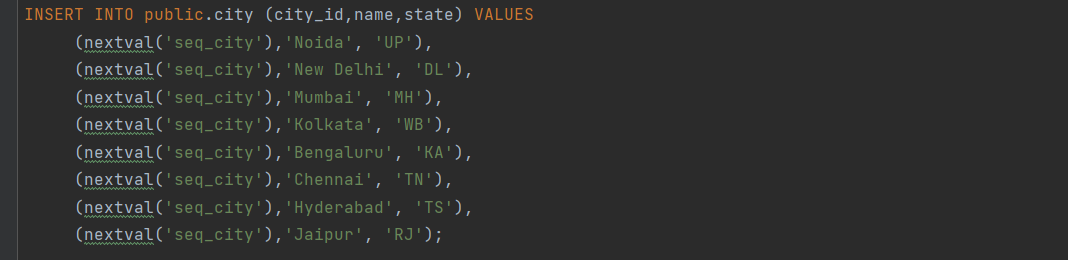 INSERT INTO public.city (city_id,name,state) VALUES
(nextval('seq_city'),'Noida', 'UP'),
(nextval('seq_city'),'New Delhi', 'DL'),
(nextval('seq_city'),'Mumbai', 'MH'),
(nextval('seq_city'),'Kolkata', 'WB'),
(nextval('seq_city'),'Bengaluru', 'KA'),
(nextval('seq_city'),'Chennai', 'TN'),
(nextval('seq_city'),'Hyderabad', 'TS'),
(nextval('seq_city'),'Jaipur', 'RJ');